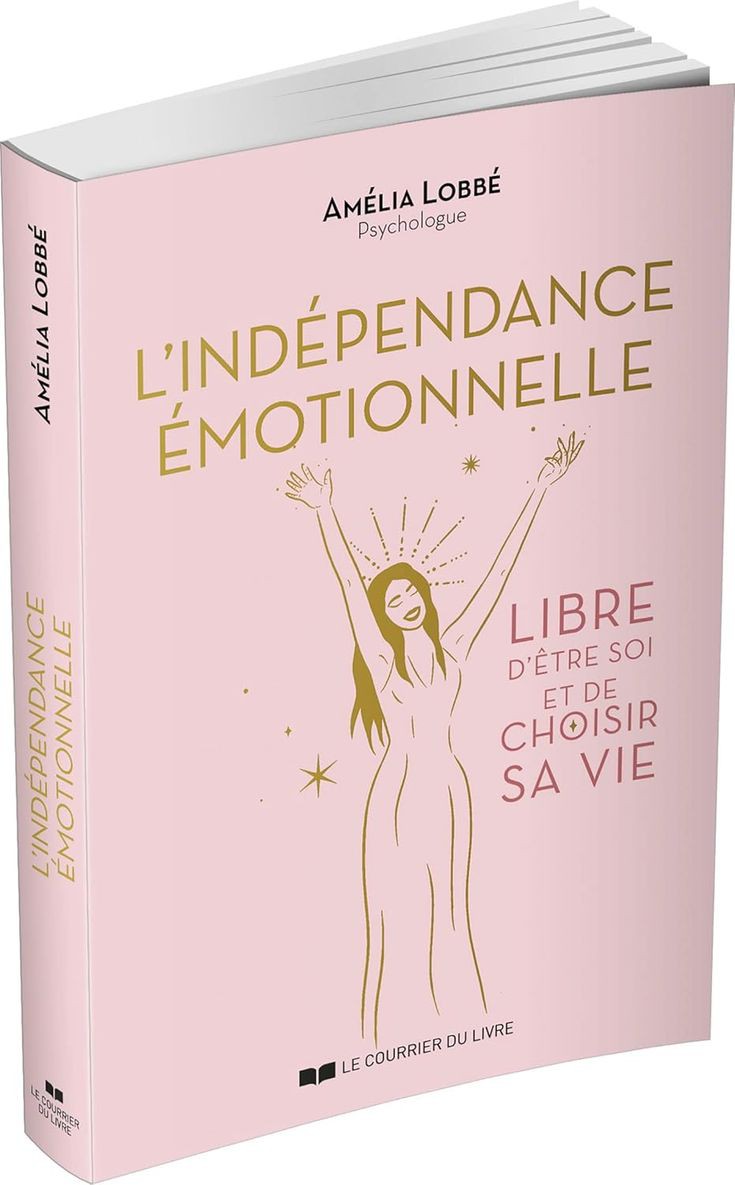 AMÉLIA LOBBÉ
Psychologue
L'INDÉPENDANCE
ÉMOTIONNELLE
LIBRE
D'ÊTRE SOI
ET DE
CHOISIR
SA VIE
LE COURRIER DU LIVRE
AMÉLIA LOBBÉ
L'INDÉPENDANCE
ÉMOTIONNELLE
LE COURRIER
DU LIVRE